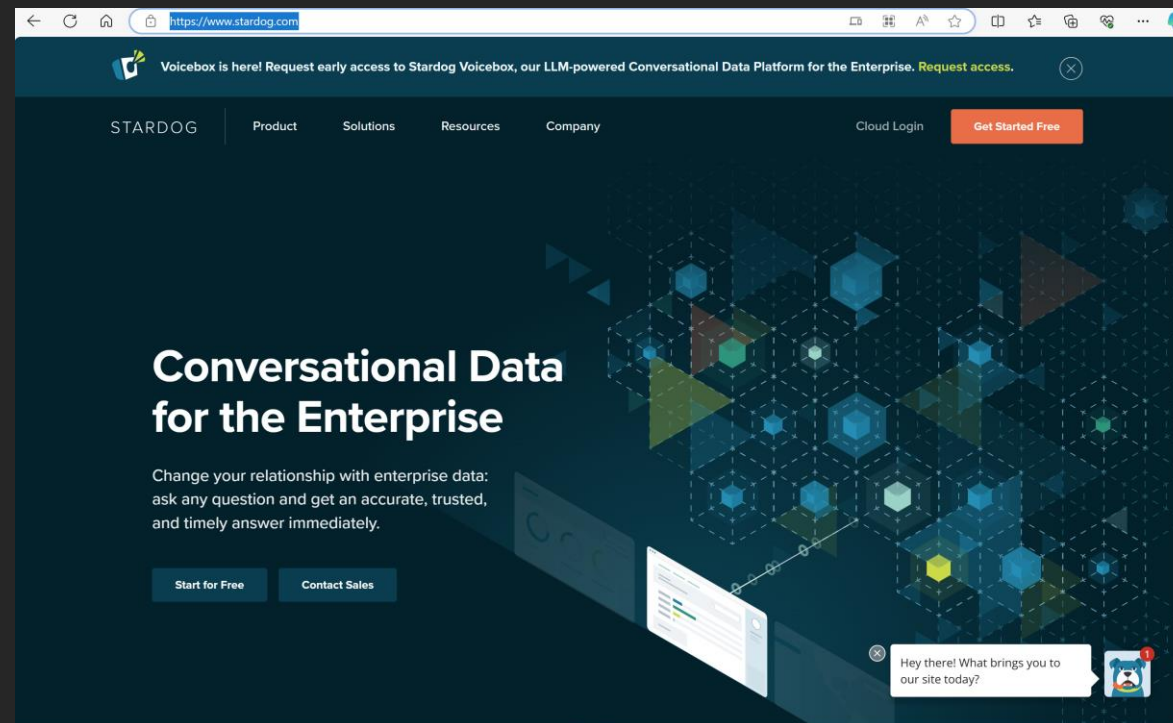 https://www.stardog.com
Voicebox is here! Request early access to Stardog Voicebox, our LLM-powered Conversational Data Platform for the Enterprise. Request access.
STARDOG Product Solutions Resources Company Cloud Login Get Started Free
Conversational Data
for the Enterprise
Change your relationship with enterprise data:
ask any question and get an accurate, trusted,
and timely answer immediately.
Start for Free Contact Sales
Hey there! What brings you to
our site today?
1